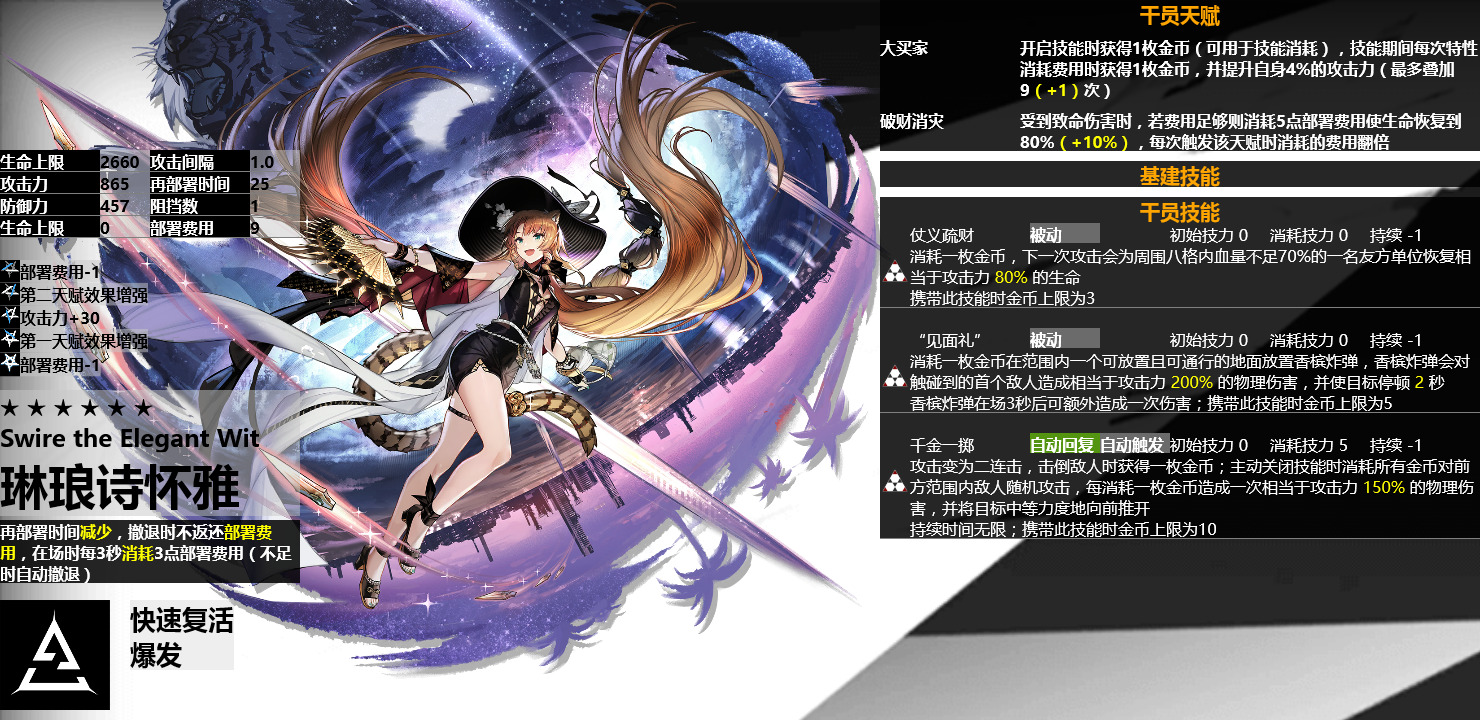 生命上限 2660 攻击间隔 1.0
攻击力 865 再部署时间 25
防御力 457 阻挡数 1
生命上限 0 部署费用 9
部署费用-1
第二天赋效果增强
攻击力+30
第一天赋效果增强
部署费用-1
★ ★ ★ ★ ★ ★
Swire the Elegant Wit
琳琅诗怀雅
再部署时间减少，撤退时不返还部署费
用，在场时每3秒消耗3点部署费用（不足
时自动撤退）
快速复活
爆发
干员天赋
大买家 开启技能时获得1枚金币（可用于技能消耗），技能期间每次特性
消耗费用时获得1枚金币，并提升自身4%的攻击力（最多叠加
9（+1）次）
破财消灾 受到致命伤害时，若费用足够则消耗5点部署费用使生命恢复到
80%（+10%），每次触发该天赋时消耗的费用翻倍
基建技能
干员技能
仗义疏财 被动 初始技力 0 消耗技力 0 持续 -1
消耗一枚金币，下一次攻击会为周围八格内血量不足70%的一名友方单位恢复相
当于攻击力 80% 的生命
携带此技能时金币上限为3
“见面礼” 被动 初始技力 0 消耗技力 0 持续 -1
消耗一枚金币在范围内一个可放置且可通行的地面放置香槟炸弹，香槟炸弹会对
触碰到的首个敌人造成相当于攻击力 200% 的物理伤害，并使目标停顿 2 秒
香槟炸弹在场3秒后可额外造成一次伤害；携带此技能时金币上限为5
千金一掷 自动回复 自动触发 初始技力 0 消耗技力 5 持续 -1
攻击变为二连击，击倒敌人时获得一枚金币；主动关闭技能时消耗所有金币对前
方范围内敌人随机攻击，每消耗一枚金币造成一次相当于攻击力 150% 的物理伤
害，并将目标中等力度地向前推开
持续时间无限；携带此技能时金币上限为10